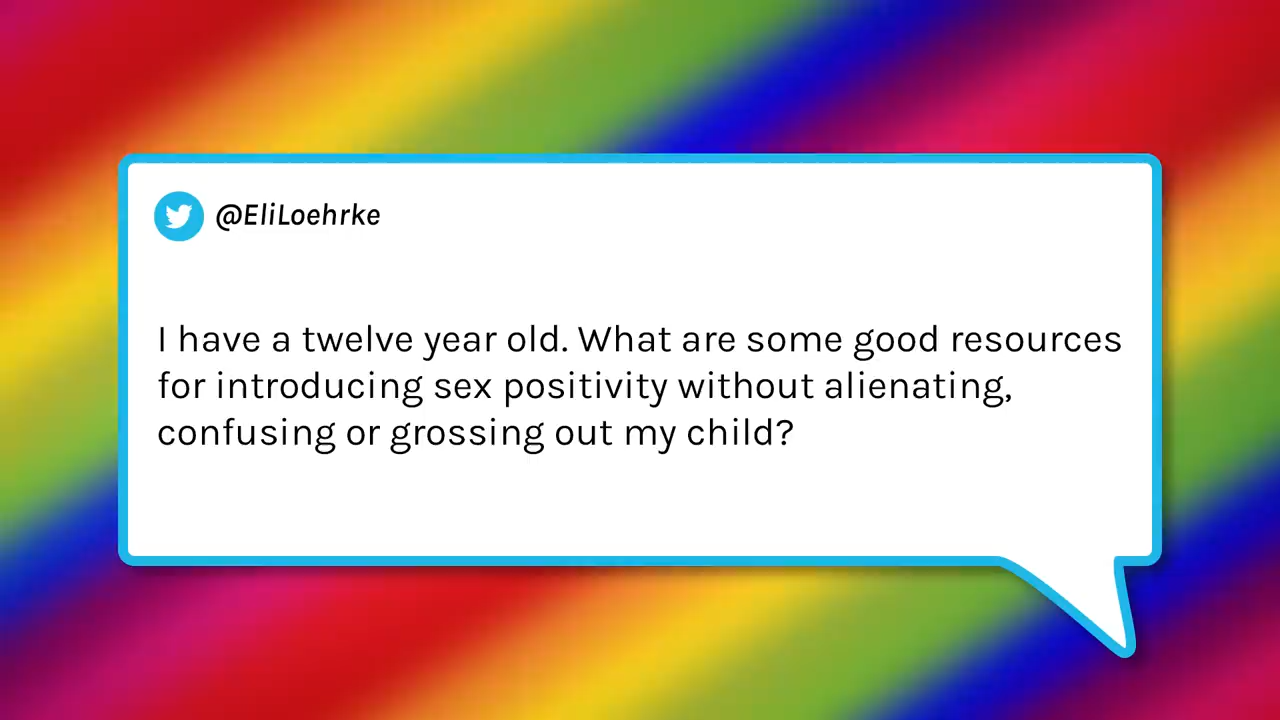 @EliLoehrke
I have a twelve year old. What are some good resources
for introducing sex positivity without alienating,
confusing or grossing out my child?